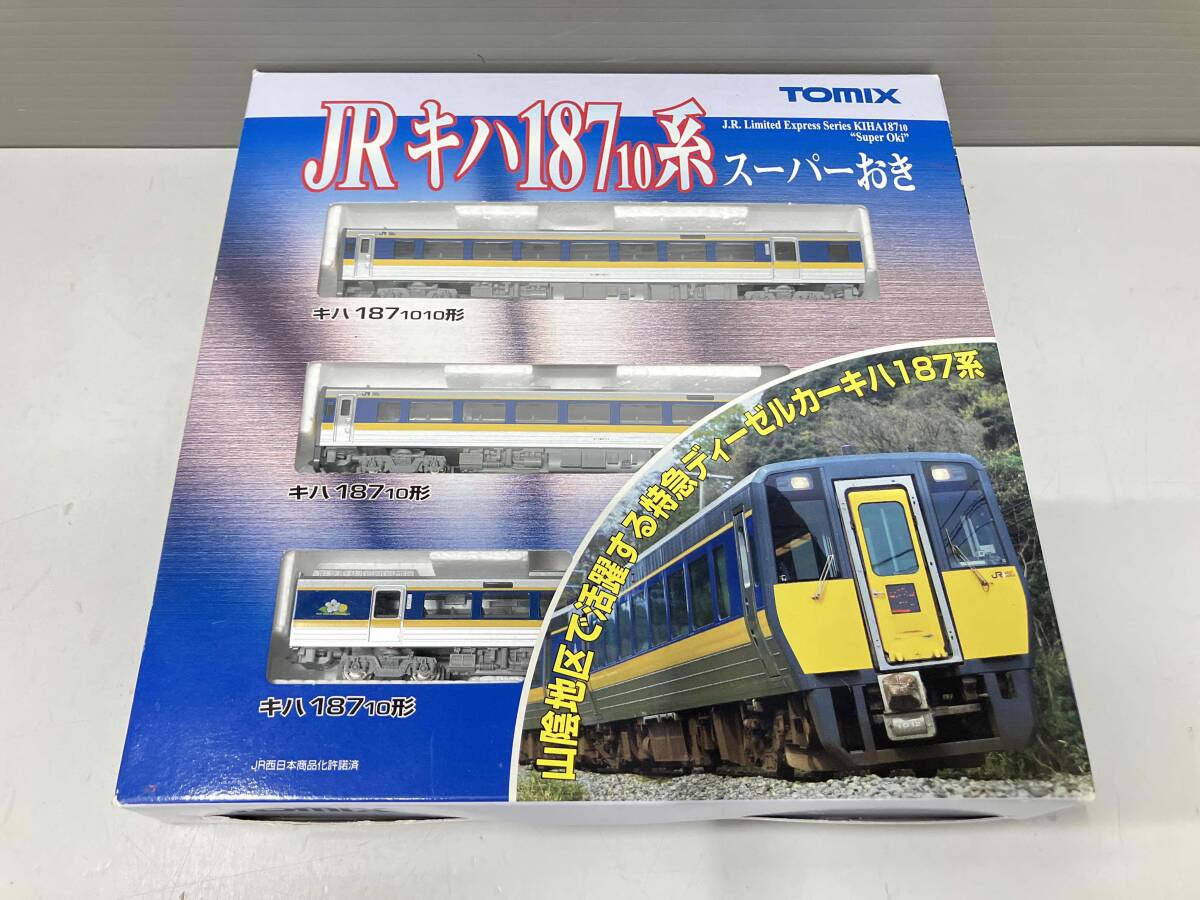 TOMIX
J.R. Limited Express Series KIHA187₁₀
"Super Oki"
JRキハ187₁₀系
スーパーおき
キハ187₁₀₁₀形
キハ187₁₀形
キハ187₁₀形
山陰地区で活躍する特急ディーゼルカーキハ187系
JR
1012
JR西日本商品化許諾済